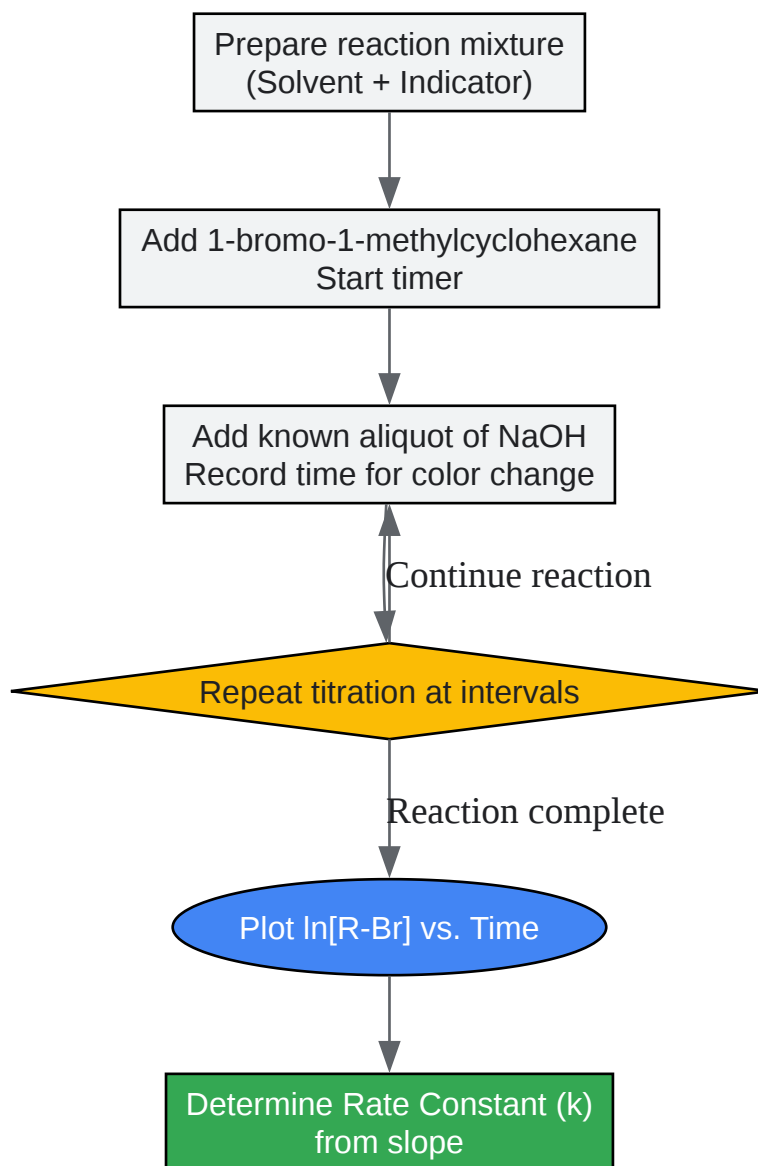 Prepare reaction mixture
(Solvent + Indicator)
Add 1-bromo-1-methylcyclohexane
Start timer
Add known aliquot of NaOH
Record time for color change
Continue reaction
Repeat titration at intervals
Reaction complete
Plot ln[R-Br] vs. Time
Determine Rate Constant (k)
from slope